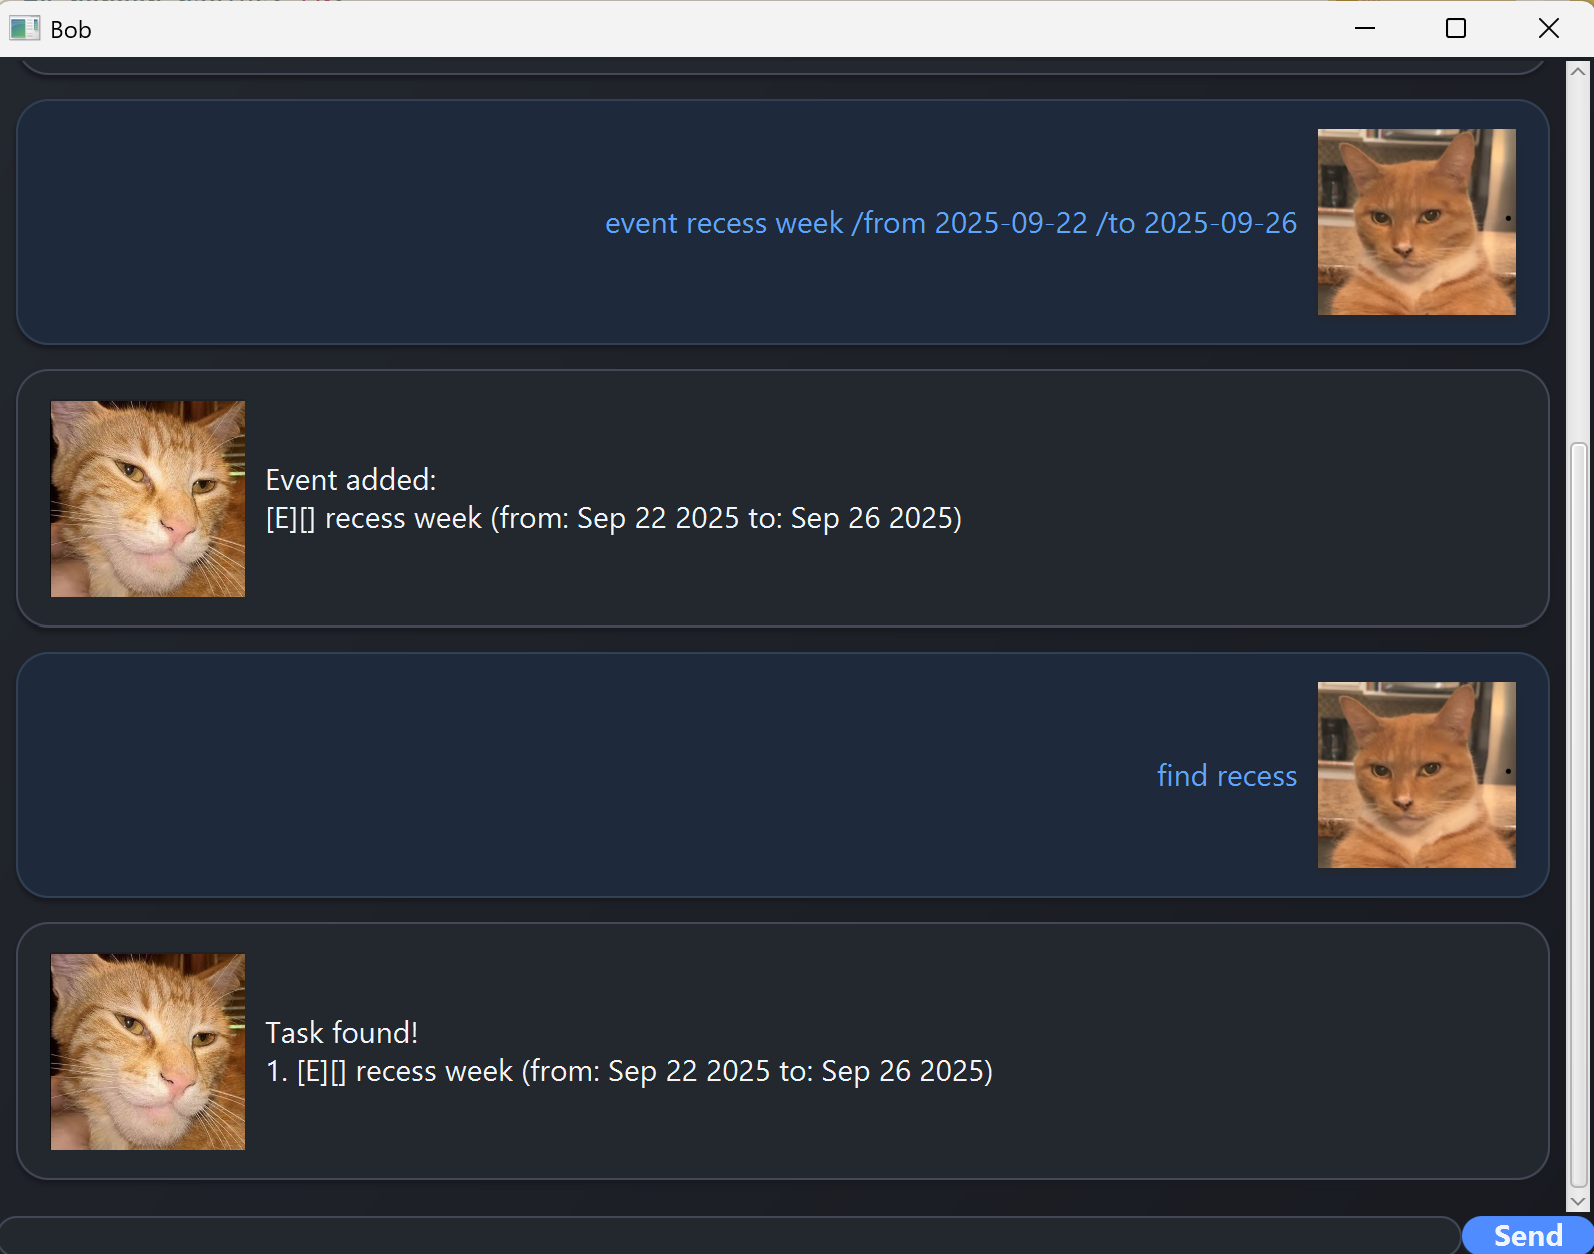 Bob
event recess week /from 2025-09-22 /to 2025-09-26
Event added:
[E][] recess week (from: Sep 22 2025 to: Sep 26 2025)
find recess
Task found!
1. [E][] recess week (from: Sep 22 2025 to: Sep 26 2025)
Send